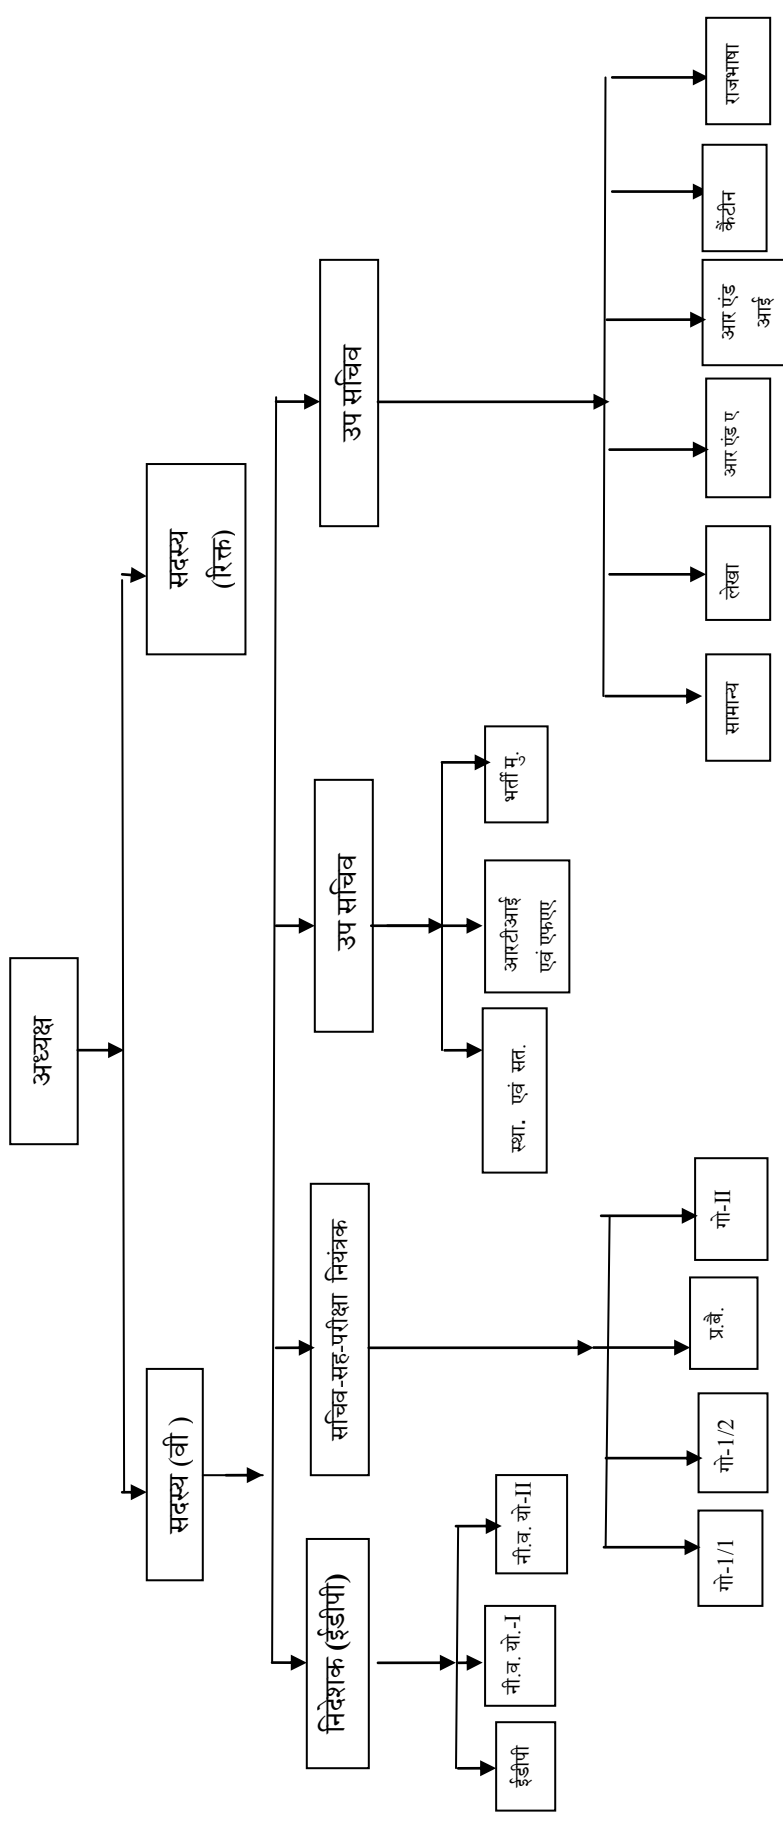 अध्यक्ष
सदस्य (वी )
सदस्य
(रिक्त)
निदेशक (ईडीपी)
सचिव-सह-परीक्षा नियंत्रक
उप सचिव
उप सचिव
ईडीपी
नी.व. यो.-I
नी.व. यो-II
स्था. एवं सत.
आरटीआई
एवं एफएए
भर्ती मु.
गो-1/1
गो-1/2
प्र.बै.
गो-II
सामान्य
लेखा
आर एंड ए
आर एंड
आई
कैंटीन
राजभाषा